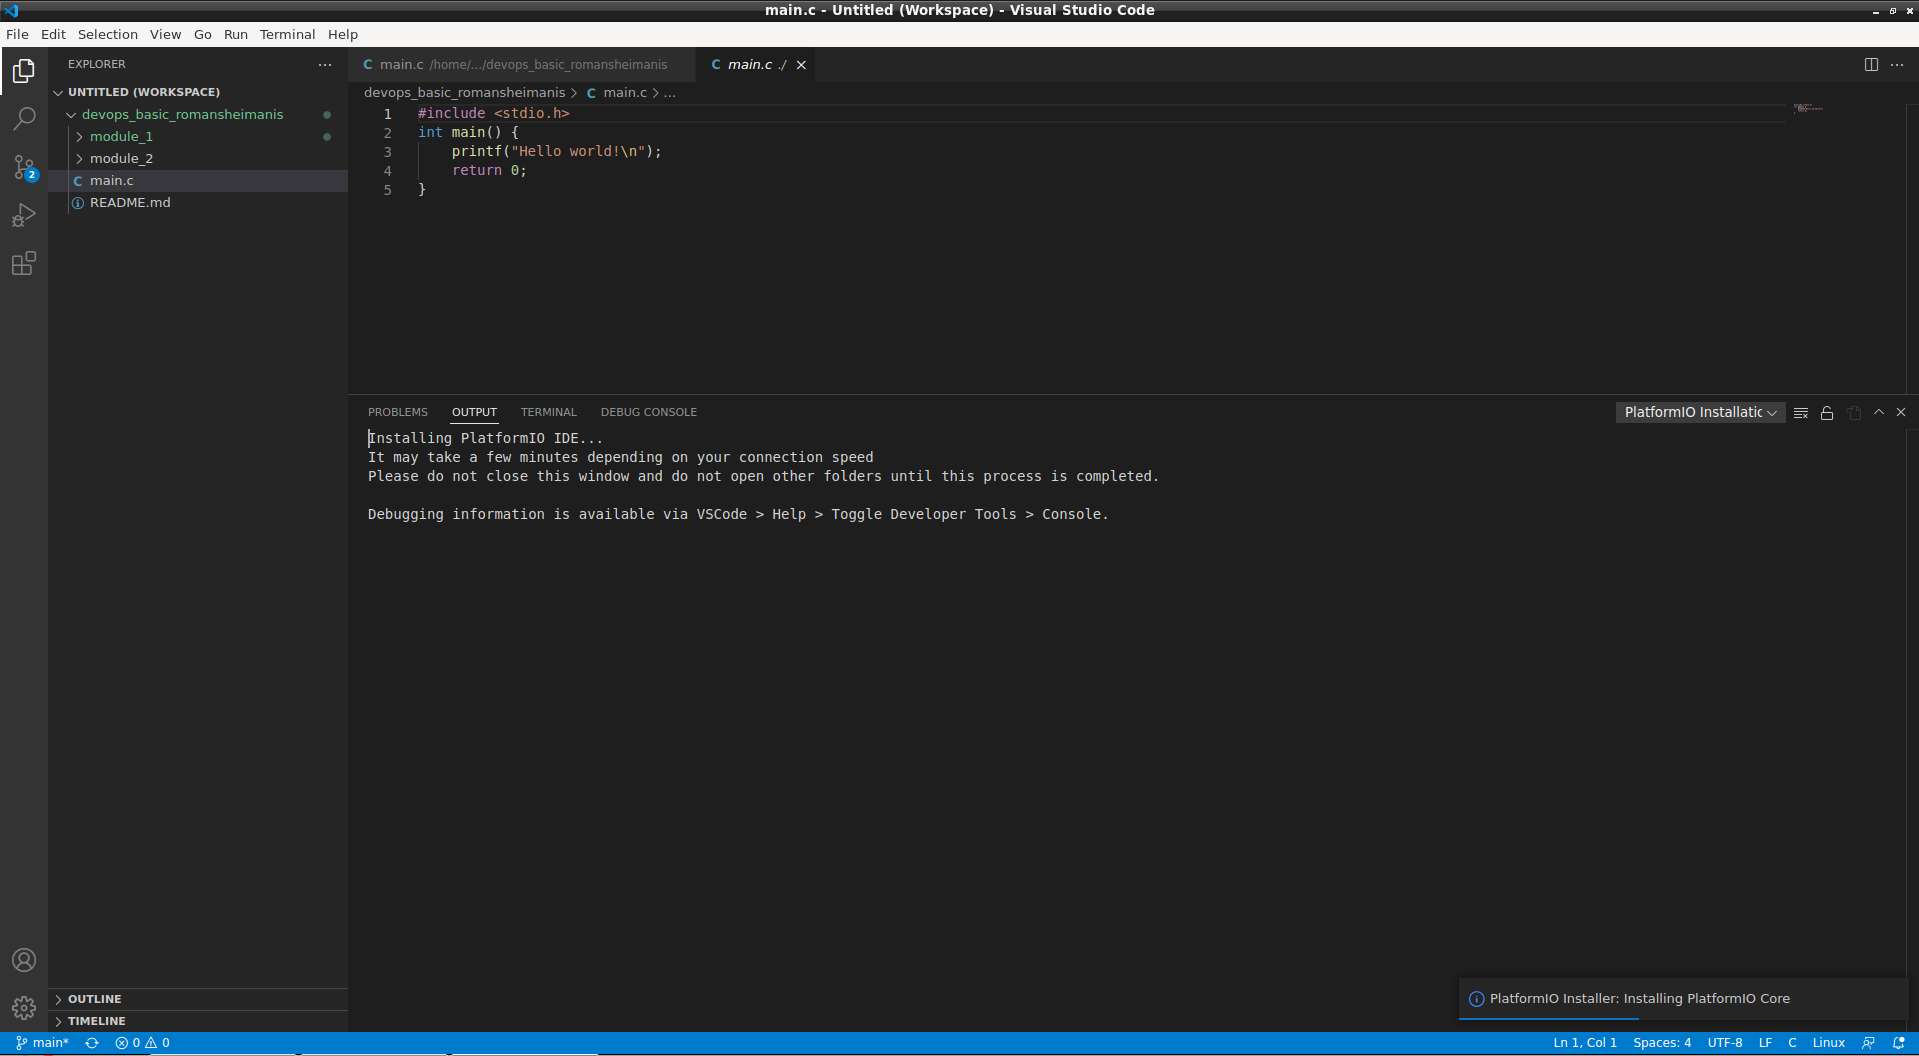 main.c - Untitled (Workspace) - Visual Studio Code
File Edit Selection View Go Run Terminal Help
EXPLORER
UNTITLED (WORKSPACE)
devops_basic_romansheimanis
module_1
module_2
main.c
README.md
2
OUTLINE
TIMELINE
main.c /home/.../devops_basic_romansheimanis
main.c ./
devops_basic_romansheimanis > main.c > ...
1 #include <stdio.h>
2 int main() {
3     printf("Hello world!\n");
4     return 0;
5 }
PROBLEMS OUTPUT TERMINAL DEBUG CONSOLE
PlatformIO Installatic
Installing PlatformIO IDE...
It may take a few minutes depending on your connection speed
Please do not close this window and do not open other folders until this process is completed.
Debugging information is available via VSCode > Help > Toggle Developer Tools > Console.
PlatformIO Installer: Installing PlatformIO Core
main* 0 0 Ln 1, Col 1 Spaces: 4 UTF-8 LF C Linux